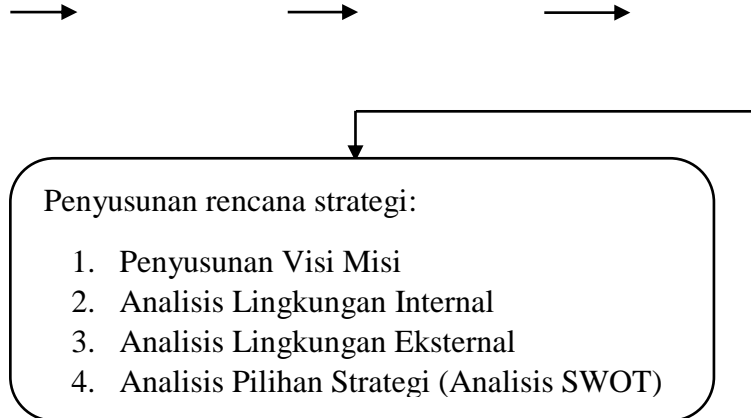 Penyusunan rencana strategi:
1. Penyusunan Visi Misi
2. Analisis Lingkungan Internal
3. Analisis Lingkungan Eksternal
4. Analisis Pilihan Strategi (Analisis SWOT)